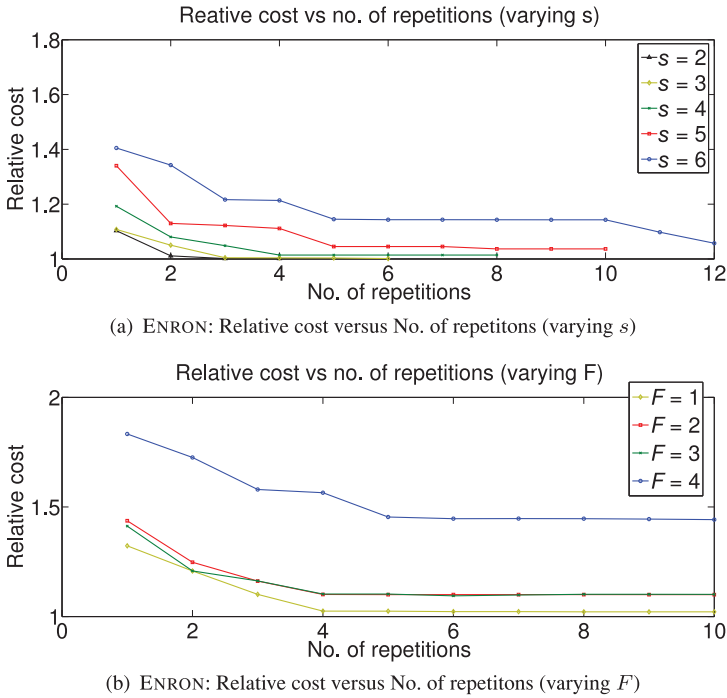 Reative cost vs no. of repetitions (varying s)
1.8
1.6
1.4
1.2
1
Relative cost
s = 2
s = 3
s = 4
s = 5
s = 6
0 2 4 6 8 10 12
No. of repetitions
(a) ENRON: Relative cost versus No. of repetitons (varying s)
Relative cost vs no. of repetitions (varying F)
2
1.5
1
Relative cost
F = 1
F = 2
F = 3
F = 4
0 2 4 6 8 10
No. of repetitions
(b) ENRON: Relative cost versus No. of repetitons (varying F)